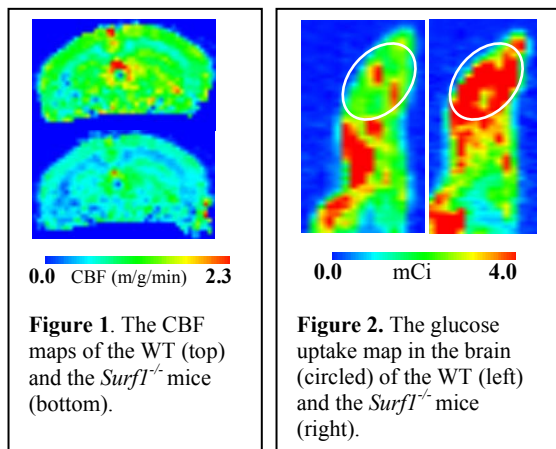 0.0 CBF (m/g/min) 2.3
Figure 1. The CBF
maps of the WT (top)
and the Surf1-/- mice
(bottom).
0.0 mCi 4.0
Figure 2. The glucose
uptake map in the brain
(circled) of the WT (left)
and the Surf1-/- mice
(right).